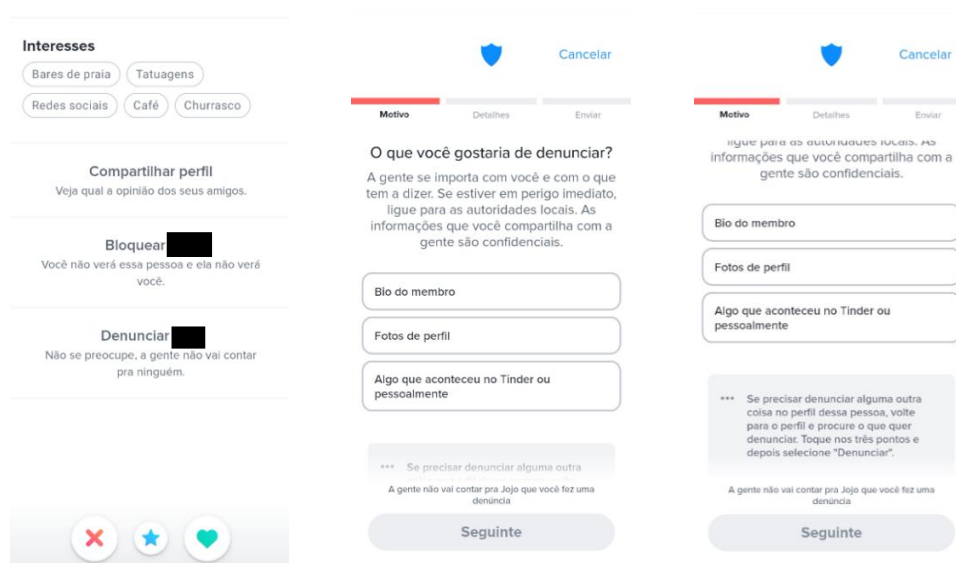 Interesses
Bares de praia
Tatuagens
Redes sociais
Café
Churrasco
Compartilhar perfil
Veja qual a opinião dos seus amigos.
Bloquear
Você não verá essa pessoa e ela não verá
você.
Denunciar
Não se preocupe, a gente não vai contar
pra ninguém.
Cancelar
Motivo
Detalhes
Enviar
O que você gostaria de denunciar?
A gente se importa com você e com o que
tem a dizer. Se estiver em perigo imediato,
ligue para as autoridades locais. As
informações que você compartilha com a
gente são confidenciais.
Bio do membro
Fotos de perfil
Algo que aconteceu no Tinder ou
pessoalmente
Se precisar denunciar alguma outra
A gente não vai contar pra Jojo que você fez uma
denúncia
Seguinte
Cancelar
Motivo
Detalhes
Enviar
ligue para as autoridades locais. As
informações que você compartilha com a
gente são confidenciais.
Bio do membro
Fotos de perfil
Algo que aconteceu no Tinder ou
pessoalmente
Se precisar denunciar alguma outra
coisa no perfil dessa pessoa, volte
para o perfil e procure o que quer
denunciar. Toque nos três pontos e
depois selecione "Denunciar".
A gente não vai contar pra Jojo que você fez uma
denúncia
Seguinte